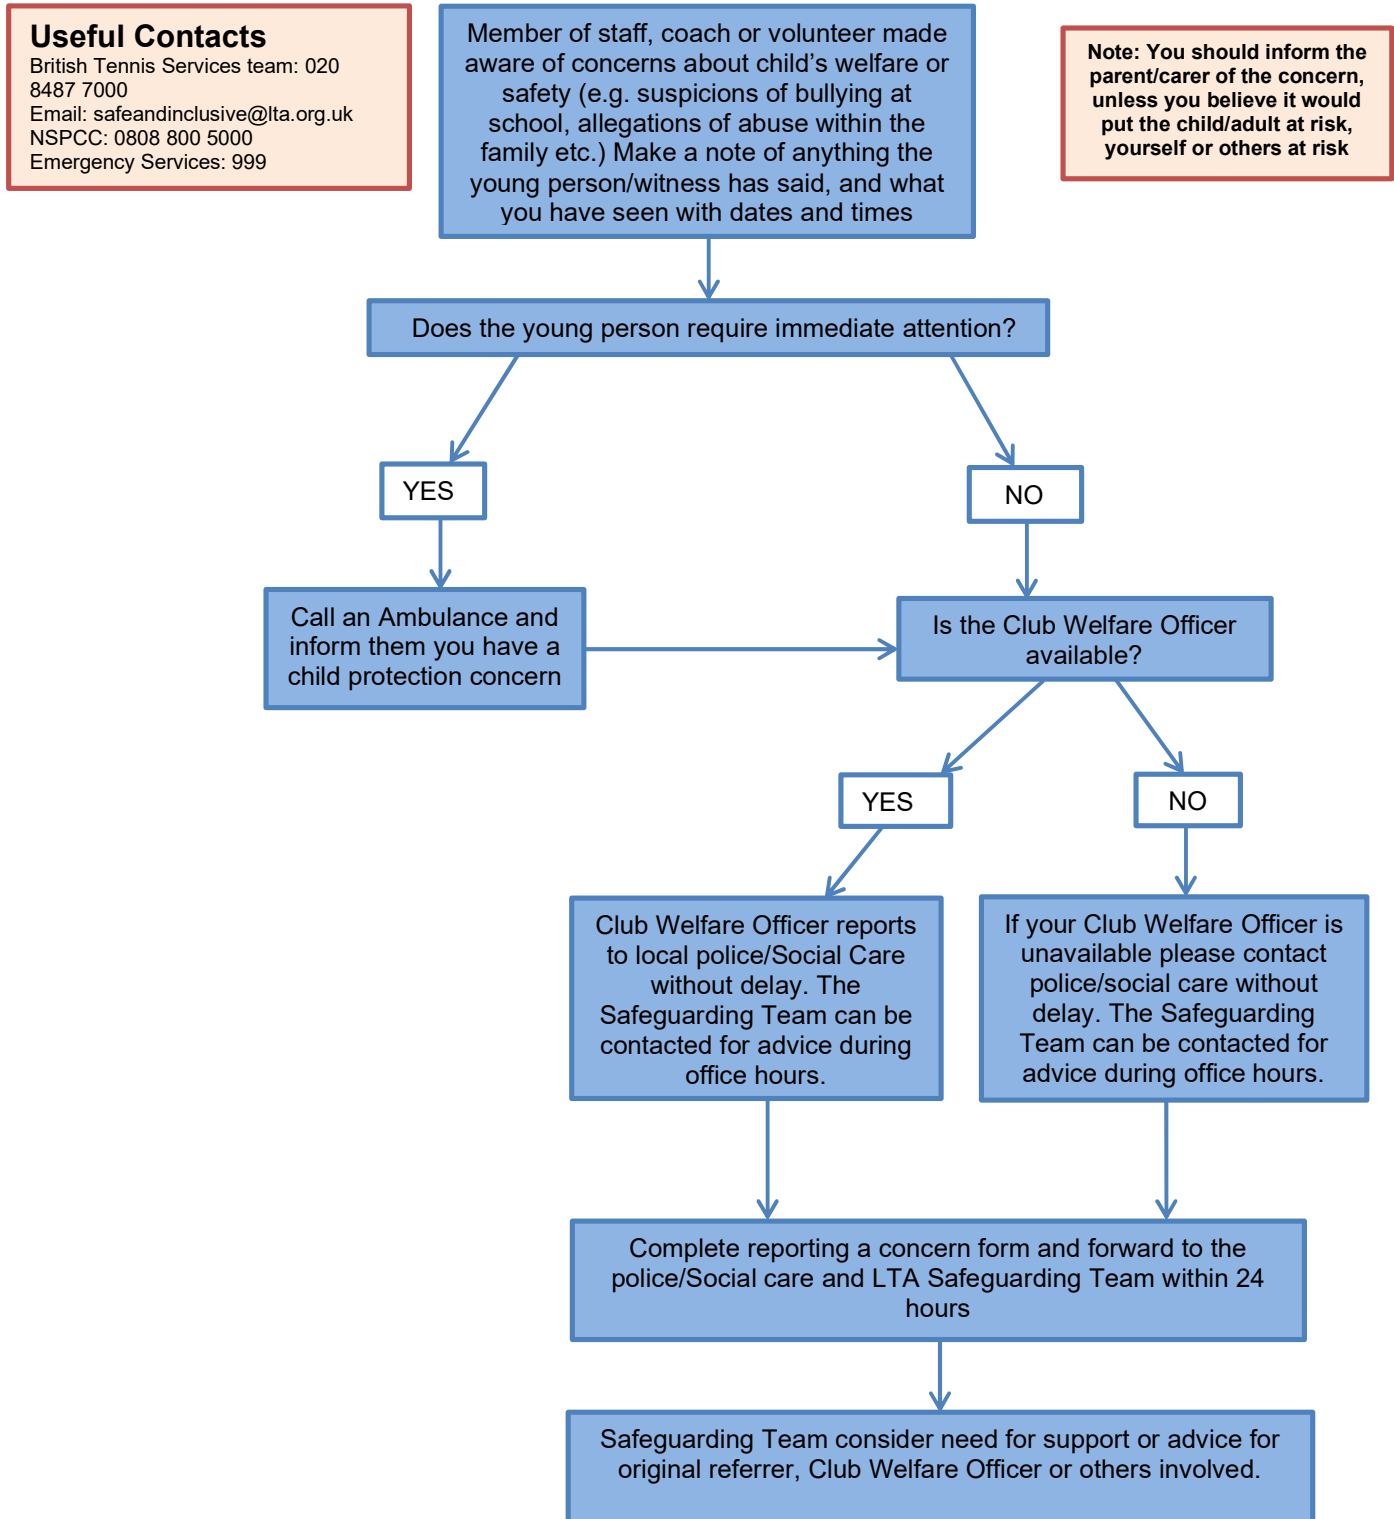 Useful Contacts
British Tennis Services team: 020
8487 7000
Email: safeandinclusive@lta.org.uk
NSPCC: 0808 800 5000
Emergency Services: 999
Member of staff, coach or volunteer made
aware of concerns about child’s welfare or
safety (e.g. suspicions of bullying at
school, allegations of abuse within the
family etc.) Make a note of anything the
young person/witness has said, and what
you have seen with dates and times
Note: You should inform the
parent/carer of the concern,
unless you believe it would
put the child/adult at risk,
yourself or others at risk
Does the young person require immediate attention?
YES
NO
Call an Ambulance and
inform them you have a
child protection concern
Is the Club Welfare Officer
available?
YES
NO
Club Welfare Officer reports
to local police/Social Care
without delay. The
Safeguarding Team can be
contacted for advice during
office hours.
If your Club Welfare Officer is
unavailable please contact
police/social care without
delay. The Safeguarding
Team can be contacted for
advice during office hours.
Complete reporting a concern form and forward to the
police/Social care and LTA Safeguarding Team within 24
hours
Safeguarding Team consider need for support or advice for
original referrer, Club Welfare Officer or others involved.